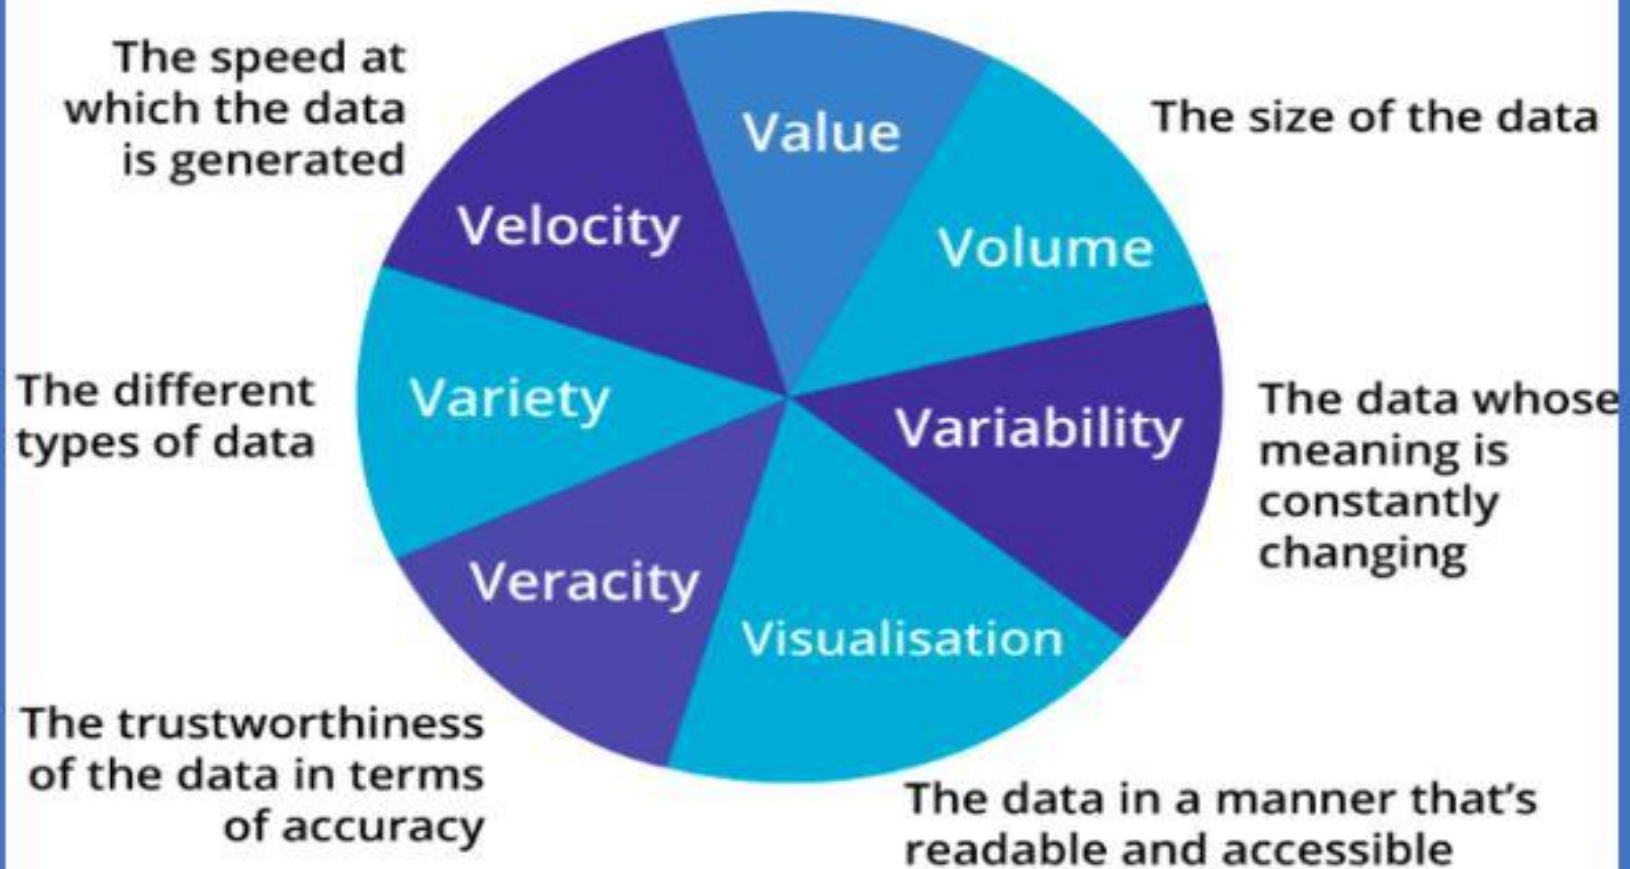 The speed at
which the data
is generated
Value
The size of the data
Velocity
Volume
The different
types of data
Variety
Variability
The data whose
meaning is
constantly
changing
Veracity
Visualisation
The trustworthiness
of the data in terms
of accuracy
The data in a manner that's
readable and accessible